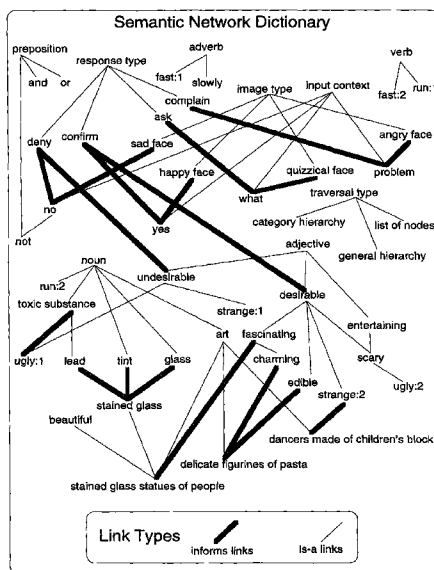 Semantic Network Dictionary
preposition
adverb
verb
response type
and
or
fast:1
slowly
image type
input context
fast:2
run:
complain
ask
deny
confirm
sad face
angry face
happy face
quizzical face
problem
no
what
traversal type
yes
category hierarchy
list of nodes
not
general hierarchy
noun
undesirable
adjective
run:2
desirable
toxic substance
strange:1
entertaining
art
fascinating
ugly:1
lead
tint
glass
charming
scary
edible
ugly:2
strange:2
stained glass
beautiful
dancers made of children's block
delicate figurines of pasta
stained glass statues of people
Link Types
informs links
Is-a links